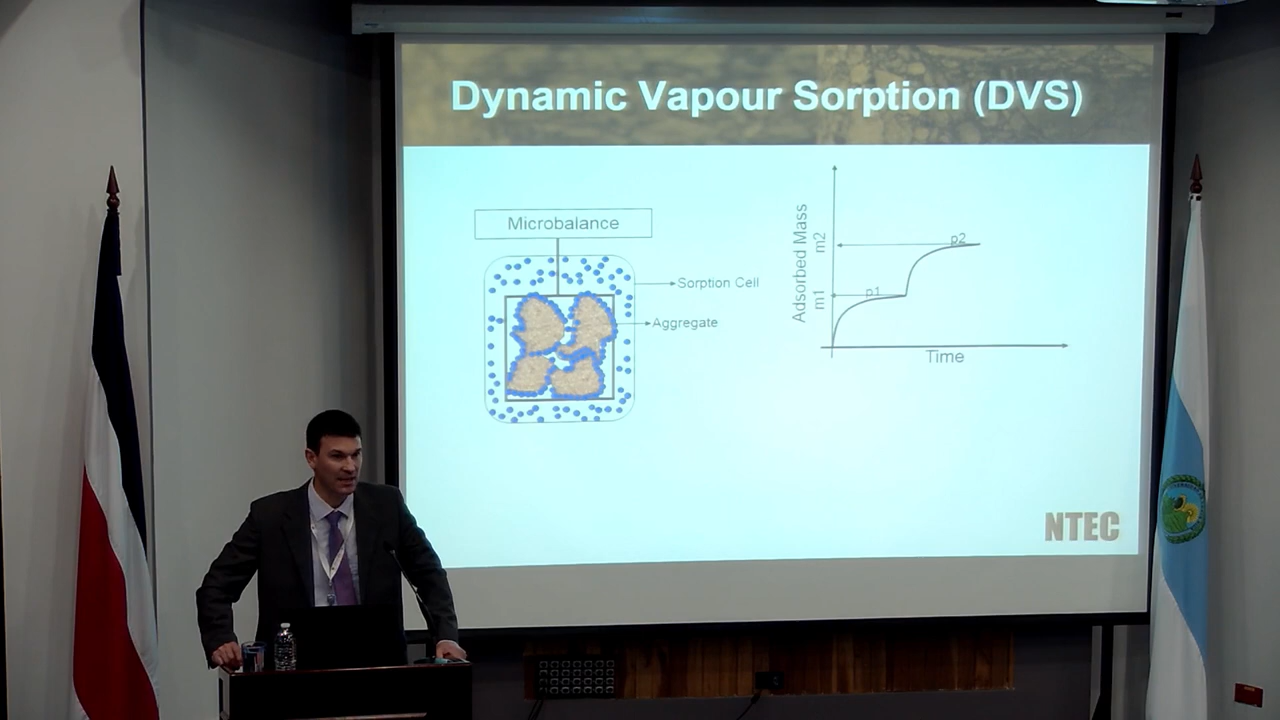 Dynamic Vapour Sorption (DVS)
Microbalance
Sorption Cell
Aggregate
Adsorbed Mass
m2
m1
p2
p1
Time
NTEC